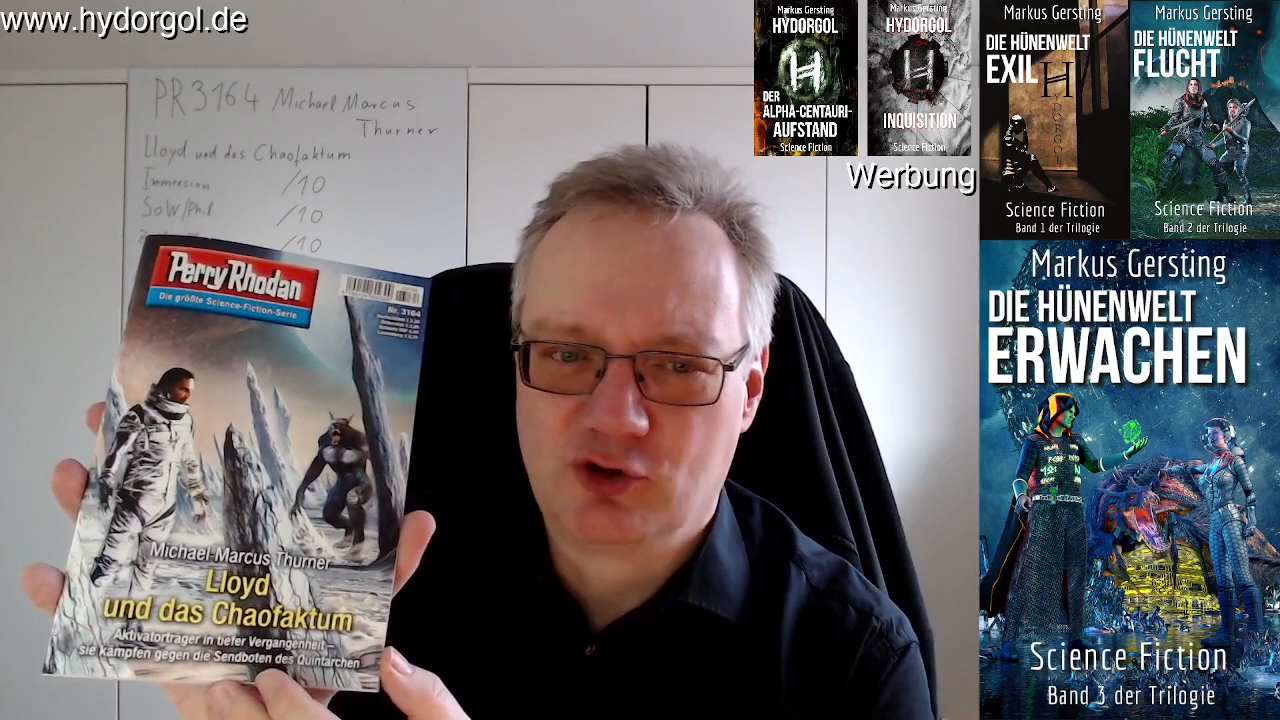 www.hydorgol.de
PR3164 Michael Marcus
Thurner
Lloyd und das Chaofaktum
Immersion /10
SoW/Phil /10
/10
Perry Rhodan
Die größte Science-Fiction-Serie
Nr. 3164
Michael Marcus Thurner
Lloyd
und das Chaofaktum
Aktivatorträger in tiefer Vergangenheit –
sie kämpfen gegen die Sendboten des Quintarchen
Markus Gersting
HYDORGOL
DER
ALPHA-CENTAURI-
AUFSTAND
Science Fiction
Markus Gersting
HYDORGOL
INQUISITION
Science Fiction
Werbung
Markus Gersting
DIE HÜNENWELT
EXIL
HYDORGOL
Science Fiction
Band 1 der Trilogie
Markus Gersting
DIE HÜNENWELT
FLUCHT
Science Fiction
Band 2 der Trilogie
Markus Gersting
DIE HÜNENWELT
ERWACHEN
Science Fiction
Band 3 der Trilogie